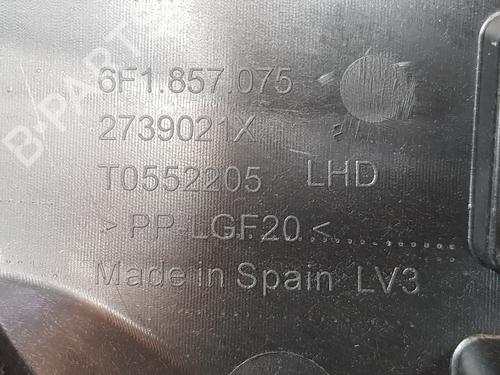 6F1.857.075
2739021X
T0552205 LHD
>PP-LGF20<
Made in Spain LV3
B-PARTS